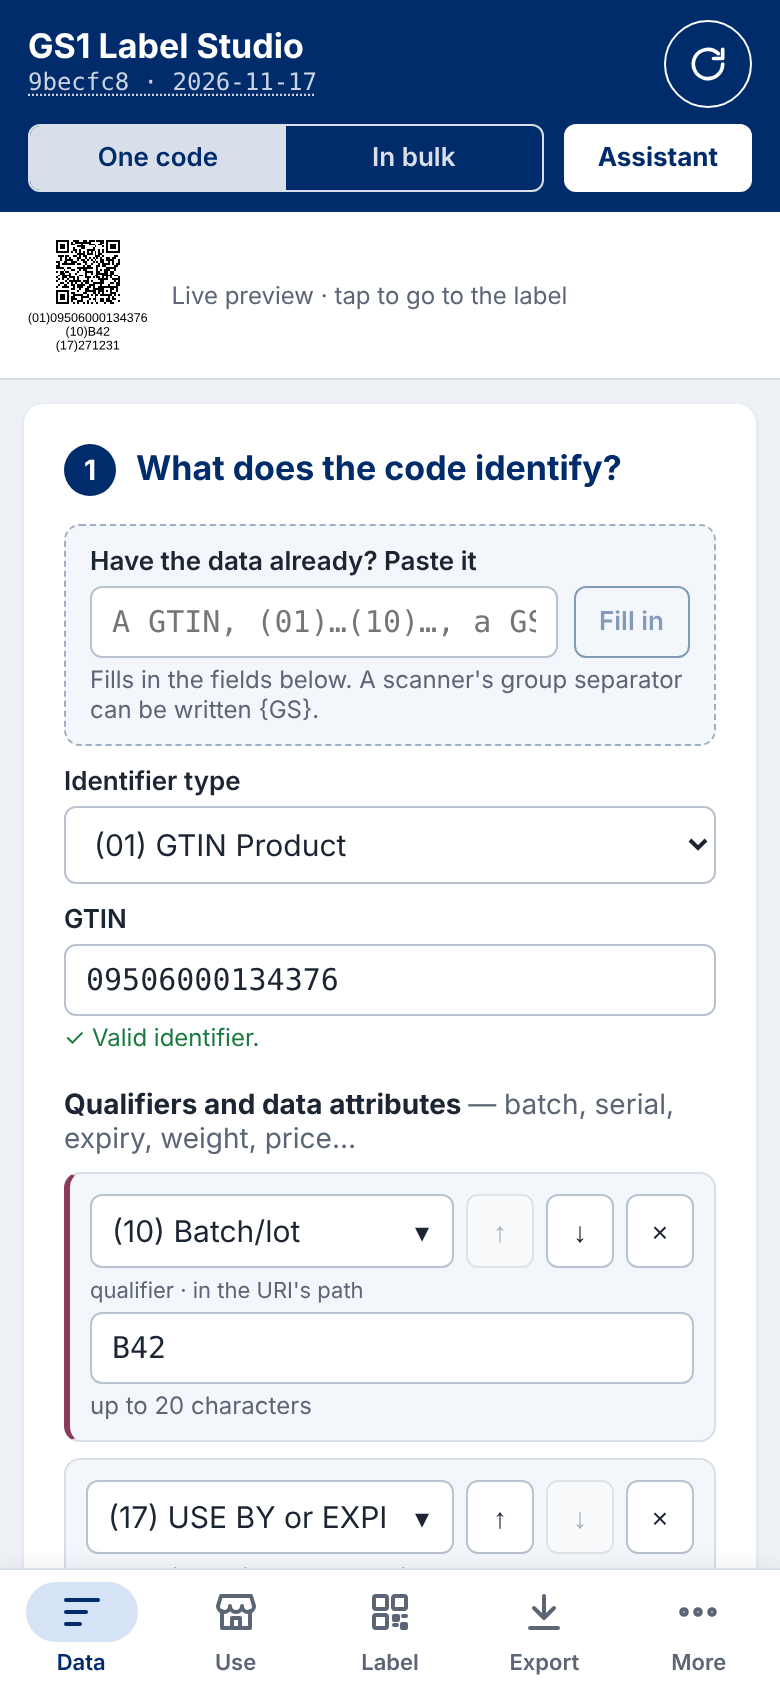 GS1 Label Studio
9becfc8 · 2026-11-17
One code
In bulk
Assistant
(01)09506000134376
(10)B42
(17)271231
Live preview · tap to go to the label
1 What does the code identify?
Have the data already? Paste it
A GTIN, (01)…(10)…, a GS
Fill in
Fills in the fields below. A scanner's group separator
can be written {GS}.
Identifier type
(01) GTIN Product
GTIN
09506000134376
✓ Valid identifier.
Qualifiers and data attributes — batch, serial,
expiry, weight, price…
(10) Batch/lot ▼ ↑ ↓ ×
qualifier · in the URI's path
B42
up to 20 characters
(17) USE BY or EXPI ▼ ↑ ↓ ×
Data
Use
Label
Export
More